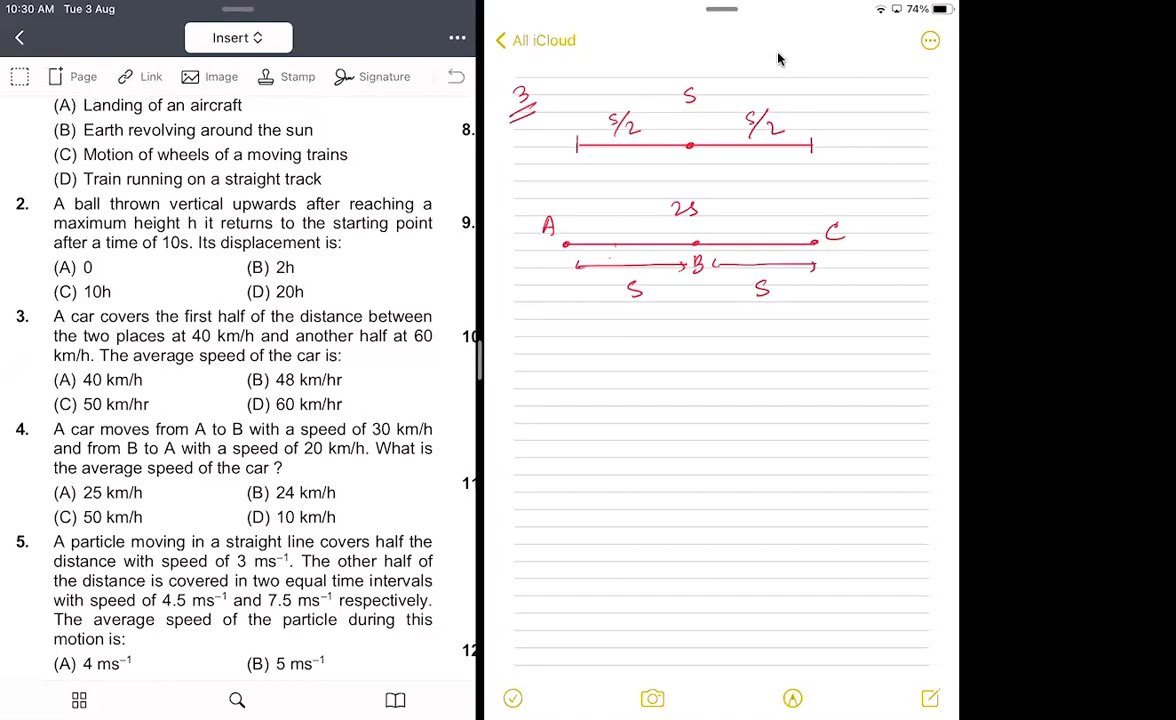 10:30 AM Tue 3 Aug
Insert
Page Link Image Stamp Signature
(A) Landing of an aircraft
(B) Earth revolving around the sun
(C) Motion of wheels of a moving trains
(D) Train running on a straight track
2. A ball thrown vertical upwards after reaching a
maximum height h it returns to the starting point
after a time of 10s. Its displacement is:
(A) 0 (B) 2h
(C) 10h (D) 20h
3. A car covers the first half of the distance between
the two places at 40 km/h and another half at 60
km/h. The average speed of the car is:
(A) 40 km/h (B) 48 km/hr
(C) 50 km/hr (D) 60 km/hr
4. A car moves from A to B with a speed of 30 km/h
and from B to A with a speed of 20 km/h. What is
the average speed of the car ?
(A) 25 km/h (B) 24 km/h
(C) 50 km/h (D) 10 km/h
5. A particle moving in a straight line covers half the
distance with speed of 3 ms⁻¹. The other half of
the distance is covered in two equal time intervals
with speed of 4.5 ms⁻¹ and 7.5 ms⁻¹ respectively.
The average speed of the particle during this
motion is:
(A) 4 ms⁻¹ (B) 5 ms⁻¹
8.
9.
10
11
12
74%
All iCloud
3 S
S/2 S/2
2S
A C
B
S S